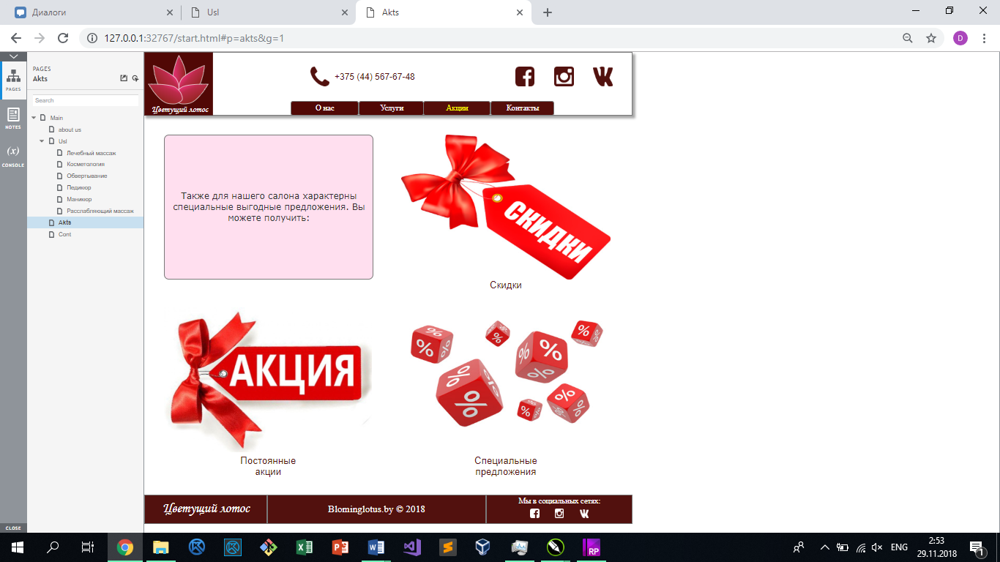 Диалоги
Usl
Akts
127.0.0.1:32767/start.html#p=akts&g=1
D
PAGES
Akts
PAGES
Search
NOTES
CONSOLE
(x)
Main
about us
Usl
Лечебный массаж
Косметология
Обвертывание
Педикюр
Маникюр
Расслабляющий массаж
Akts
Cont
CLOSE
Цветущий лотос
+375 (44) 567-67-48
О нас
Услуги
Акции
Контакты
Также для нашего салона характерны
специальные выгодные предложения. Вы
можете получить:
СКИДКИ
Скидки
АКЦИЯ
% % % % % % % % % % % %
Постоянные
акции
Специальные
предложения
Цветущий лотос
Blominglotus.by © 2018
Мы в социальных сетях:
RP
ENG
2:53
29.11.2018
1